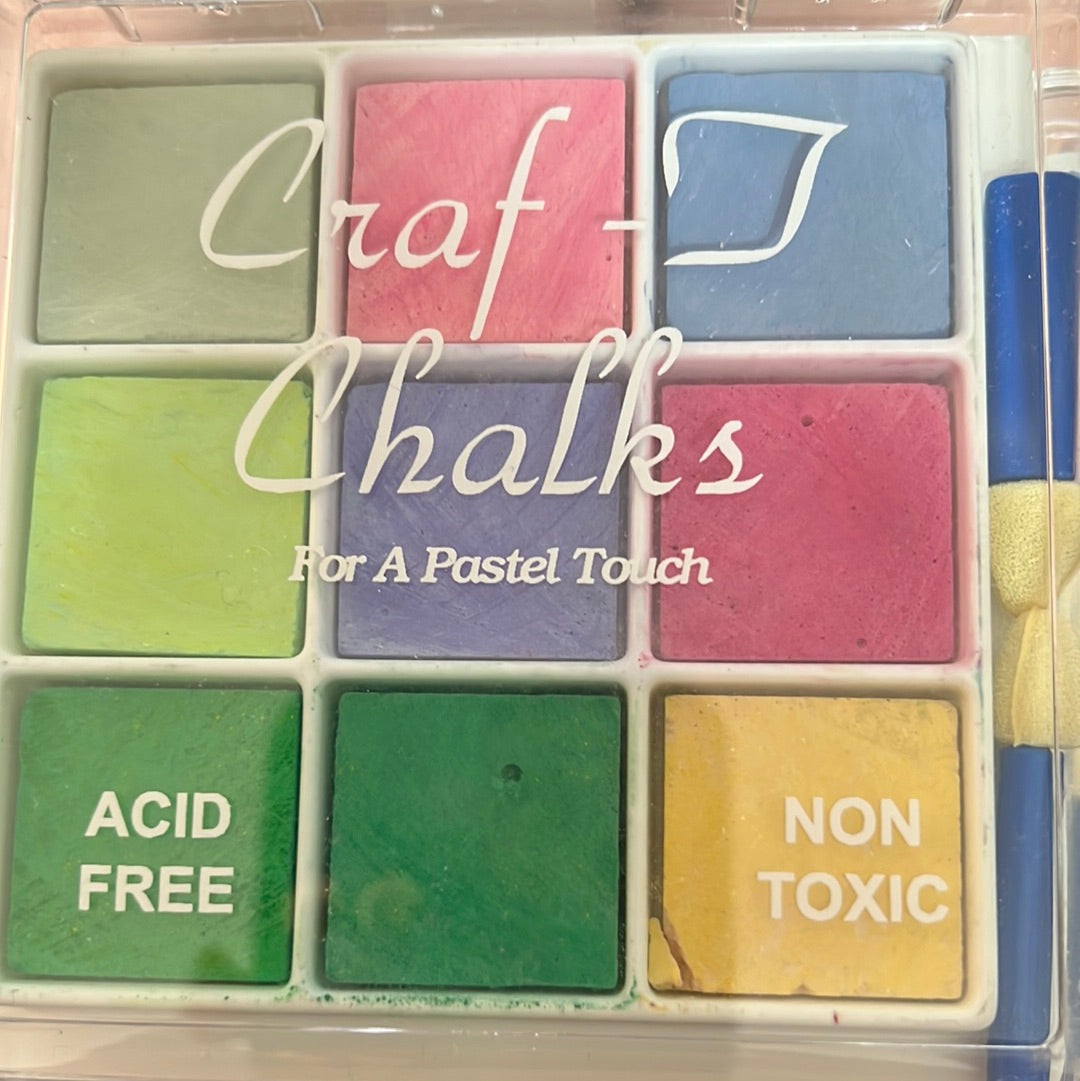 Craf-T
Chalks
For A Pastel Touch
ACID
FREE
NON
TOXIC